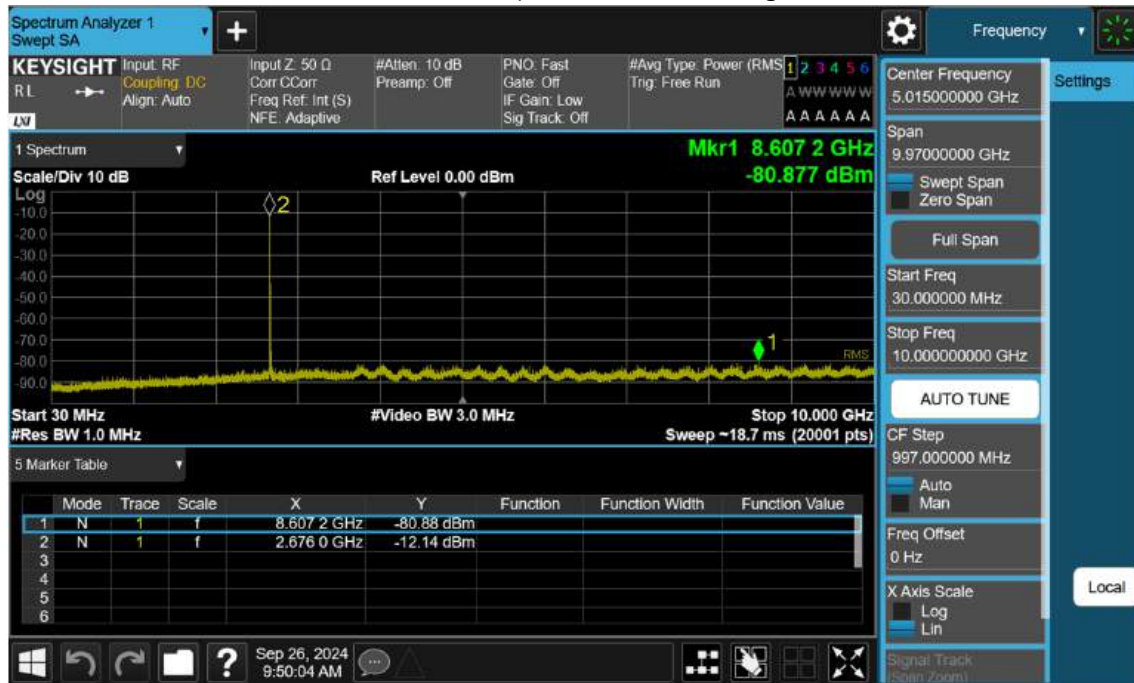 Spectrum Analyzer 1
Swept SA
+
Frequency
KEYSIGHT
RL
LXI
Input: RF
Coupling: DC
Align: Auto
Input Z: 50 Ω
Corr CCorr
Freq Ref: Int (S)
NFE: Adaptive
#Atten: 10 dB
Preamp: Off
PNO: Fast
Gate: Off
IF Gain: Low
Sig Track: Off
#Avg Type: Power (RMS
Trig: Free Run
1 2 3 4 5 6
A W W W W W
A A A A A A
1 Spectrum
Mkr1 8.607 2 GHz
-80.877 dBm
Scale/Div 10 dB
Ref Level 0.00 dBm
Log
-10.0
-20.0
-30.0
-40.0
-50.0
-60.0
-70.0
-80.0
-90.0
2
1
RMS
Start 30 MHz
#Video BW 3.0 MHz
Stop 10.000 GHz
#Res BW 1.0 MHz
Sweep ~18.7 ms (20001 pts)
5 Marker Table
Mode Trace Scale X Y Function Function Width Function Value
1 N 1 f 8.607 2 GHz -80.88 dBm
2 N 1 f 2.676 0 GHz -12.14 dBm
3
4
5
6
?
Sep 26, 2024
9:50:04 AM
Center Frequency
5.015000000 GHz
Settings
Span
9.97000000 GHz
Swept Span
Zero Span
Full Span
Start Freq
30.000000 MHz
Stop Freq
10.000000000 GHz
AUTO TUNE
CF Step
997.000000 MHz
Auto
Man
Freq Offset
0 Hz
X Axis Scale
Log
Lin
Local
Signal Track
(Span Zoom)